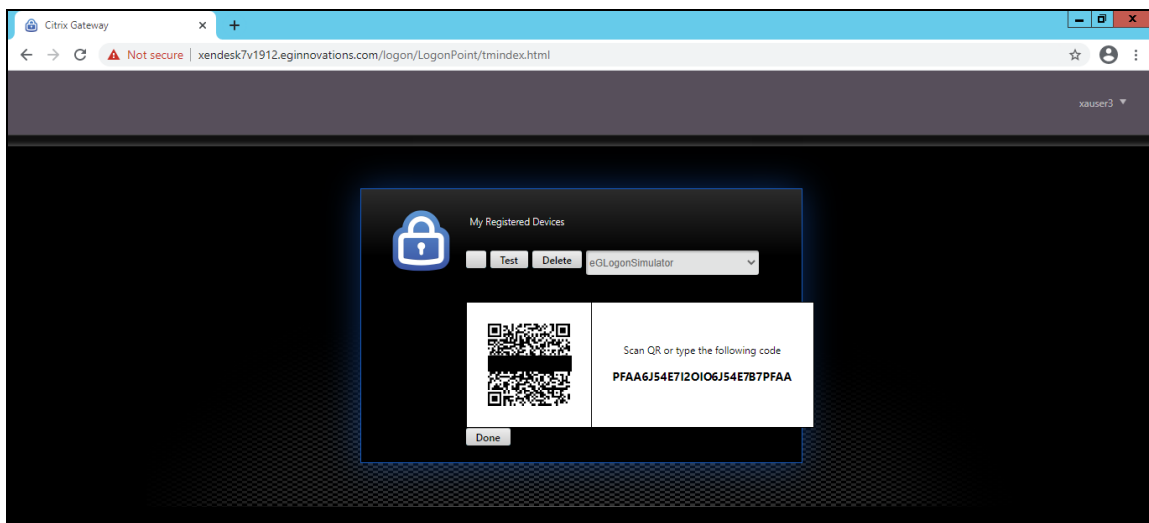 Citrix Gateway
Not secure xendesk7v1912.eginnovations.com/logon/LogonPoint/tmindex.html
xauser3
My Registered Devices
Test Delete eGLogonSimulator
Scan QR or type the following code
PFAA6J54E7I2OIO6J54E7B7PFAA
Done